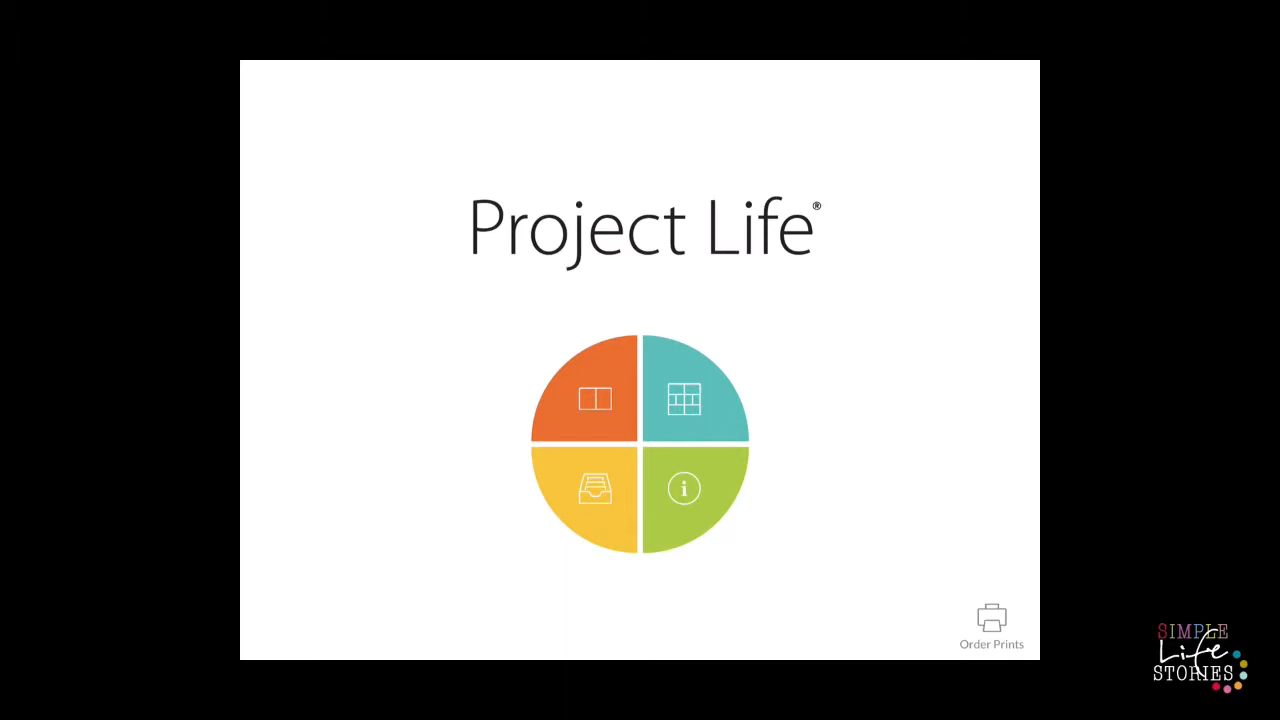 Project Life®
i
Order Prints
SIMPLE
Life
STORIES